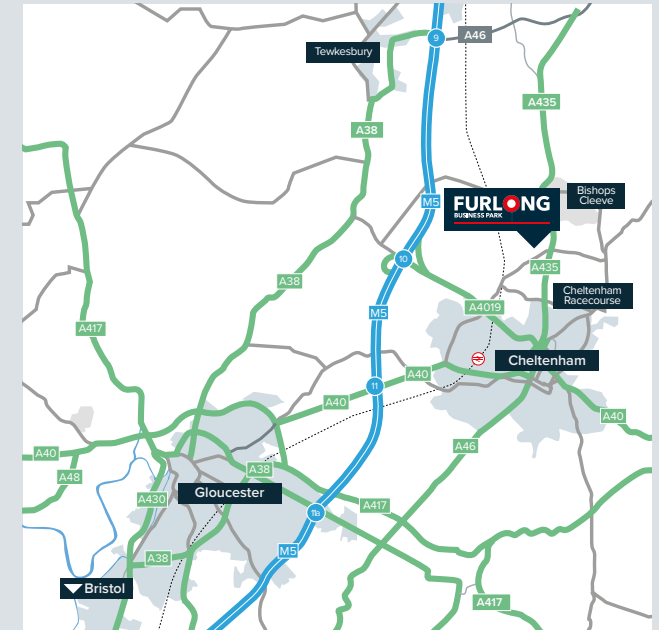 9
A46
Tewkesbury
A435
A38
Bishops
Cleeve
M5
FURLONG
BUSINESS PARK
10
A435
A38
Cheltenham
Racecourse
A4019
M5
A417
Cheltenham
A40
11
A40
A40
A46
A40
A38
A48
Gloucester
A430
A417
11a
M5
A38
Bristol
A417